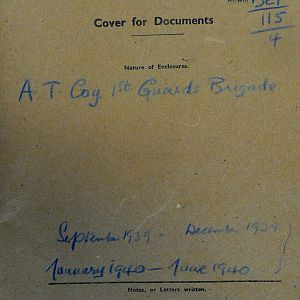 Cover for Documents
115
4
Nature of Enclosures.
A. T. Coy 1st Guards Brigade
September 1939 - December 1939
January 1940 — June 1940
Notes, or Letters written.